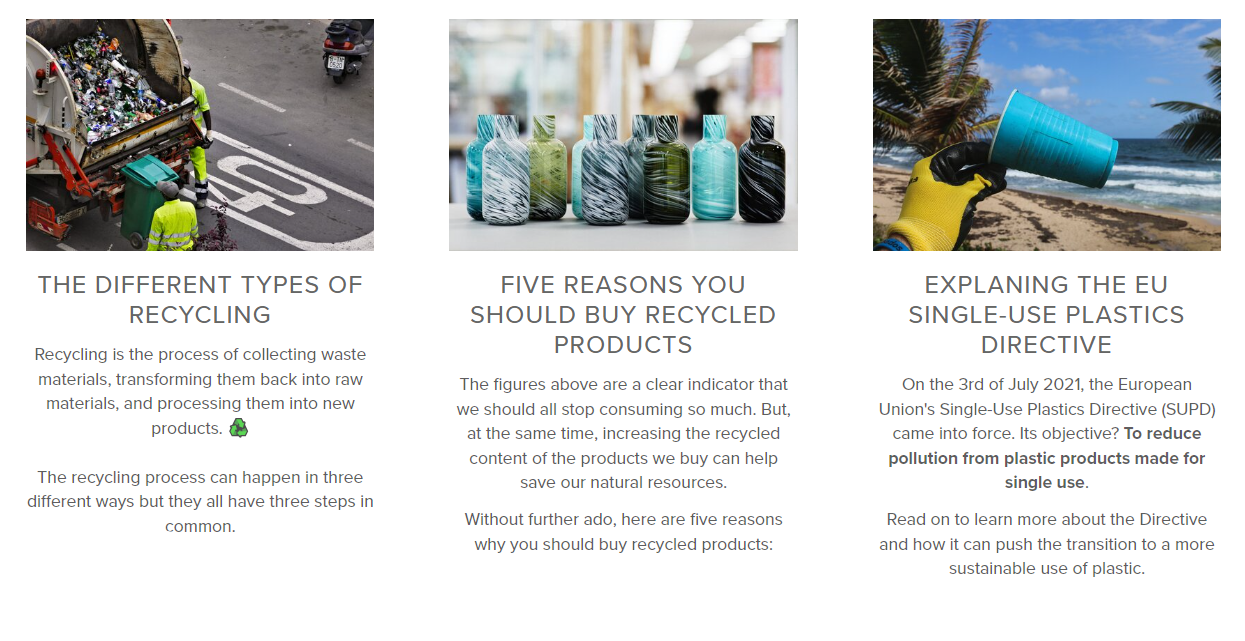 THE DIFFERENT TYPES OF
RECYCLING
Recycling is the process of collecting waste
materials, transforming them back into raw
materials, and processing them into new
products. ♻
The recycling process can happen in three
different ways but they all have three steps in
common.
FIVE REASONS YOU
SHOULD BUY RECYCLED
PRODUCTS
The figures above are a clear indicator that
we should all stop consuming so much. But,
at the same time, increasing the recycled
content of the products we buy can help
save our natural resources.
Without further ado, here are five reasons
why you should buy recycled products:
EXPLANING THE EU
SINGLE-USE PLASTICS
DIRECTIVE
On the 3rd of July 2021, the European
Union's Single-Use Plastics Directive (SUPD)
came into force. Its objective? To reduce
pollution from plastic products made for
single use.
Read on to learn more about the Directive
and how it can push the transition to a more
sustainable use of plastic.